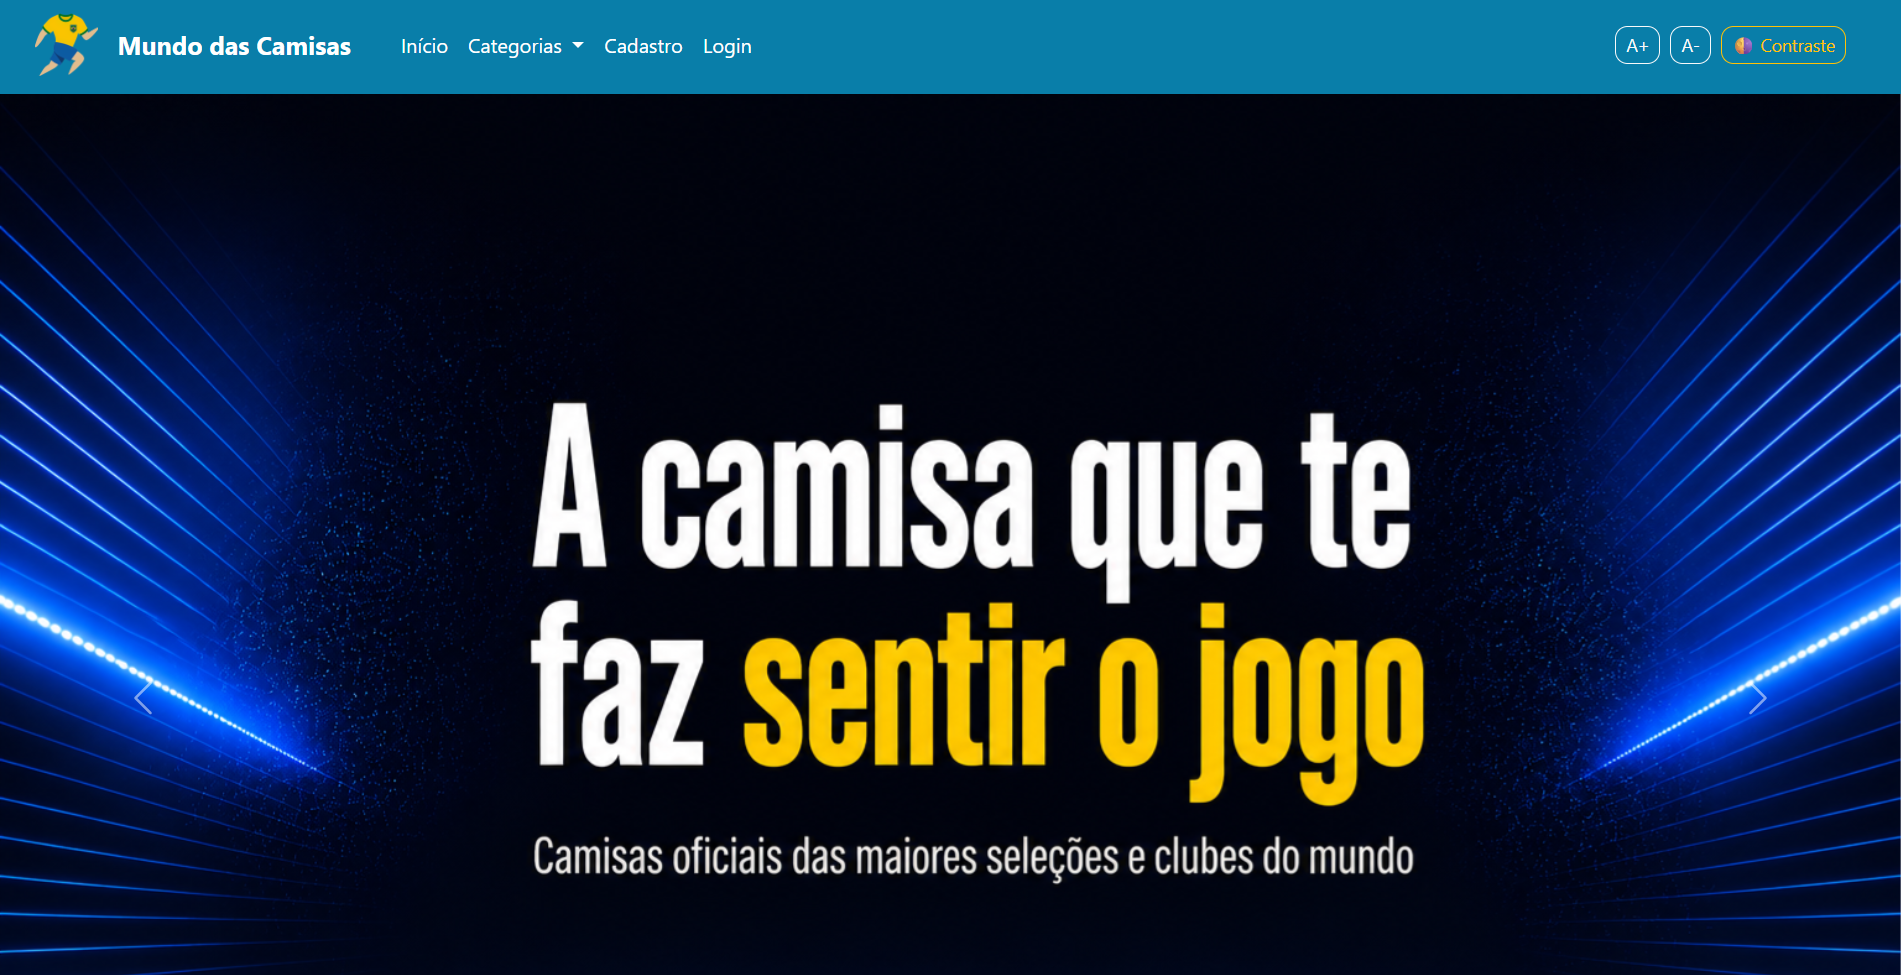 Mundo das Camisas
Início Categorias Cadastro Login
A+ A- Contraste
A camisa que te
faz sentir o jogo
Camisas oficiais das maiores seleções e clubes do mundo